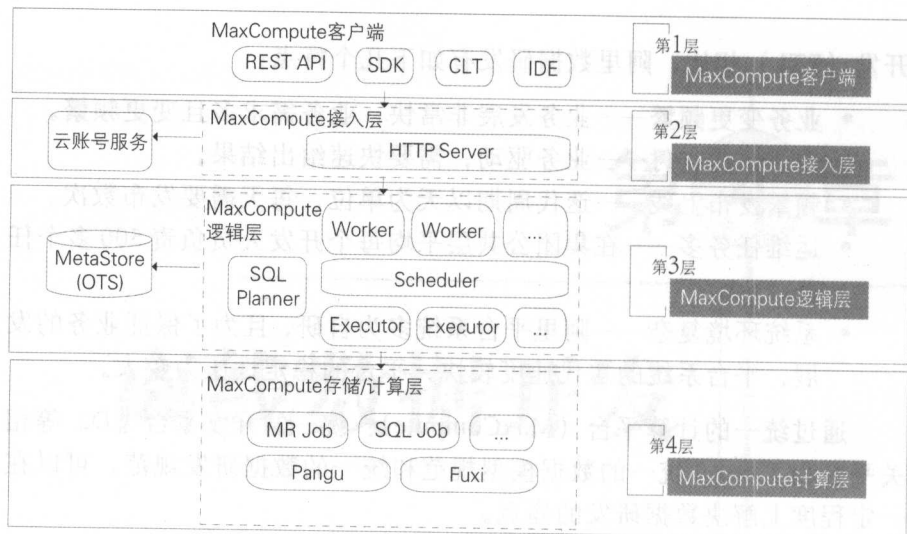 MaxCompute客户端
REST API
SDK
CLT
IDE
第1层
MaxCompute客户端
MaxCompute接入层
云账号服务
HTTP Server
第2层
MaxCompute接入层
MaxCompute
逻辑层
Worker
Worker
...
MetaStore
(OTS)
SQL
Planner
Scheduler
第3层
MaxCompute逻辑层
Executor
Executor
...
MaxCompute存储/计算层
MR Job
SQL Job
...
第4层
MaxCompute计算层
Pangu
Fuxi